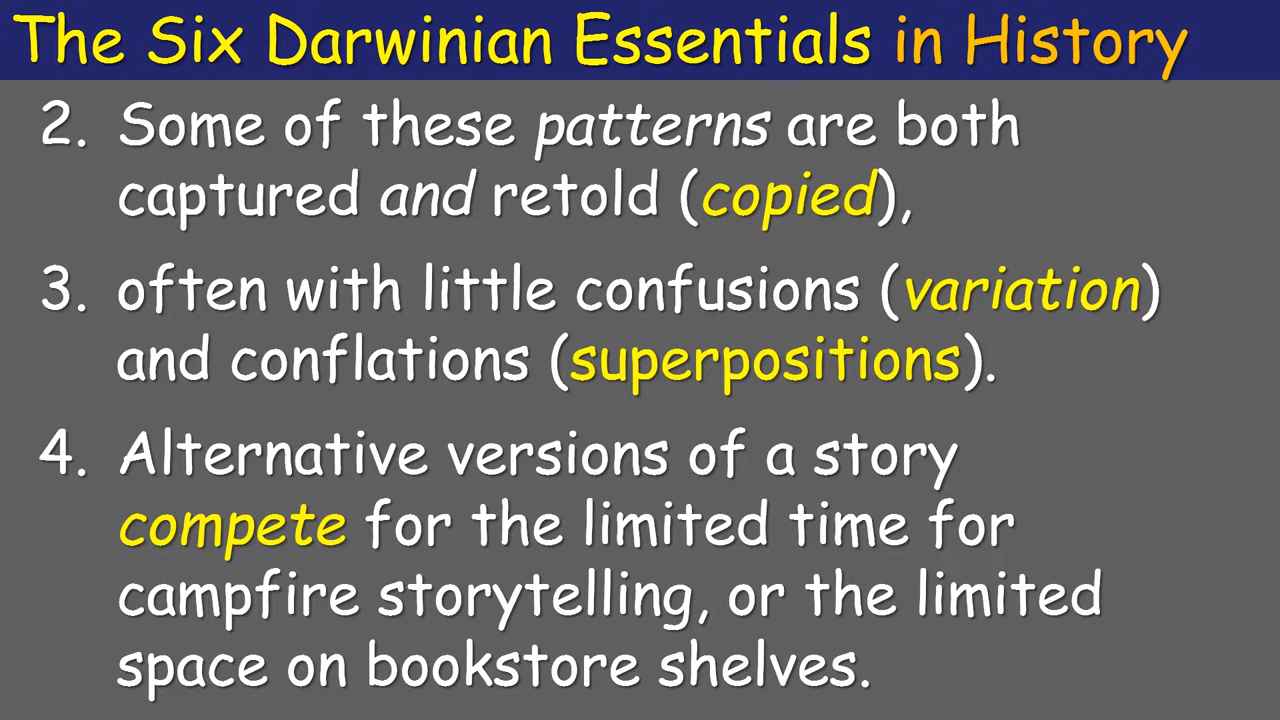 The Six Darwinian Essentials in History
2. Some of these patterns are both
captured and retold (copied),
3. often with little confusions (variation)
and conflations (superpositions).
4. Alternative versions of a story
compete for the limited time for
campfire storytelling, or the limited
space on bookstore shelves.